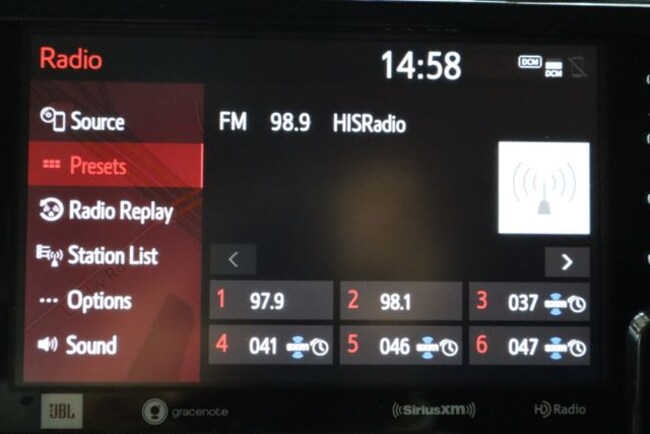 Radio
14:58
DCM
DCM
Source
FM 98.9 HISRadio
Presets
Radio Replay
Station List
Options
Sound
1 97.9
2 98.1
3 037
4 041
5 046
6 047
JBL
gracenote
SiriusXM
HD Radio